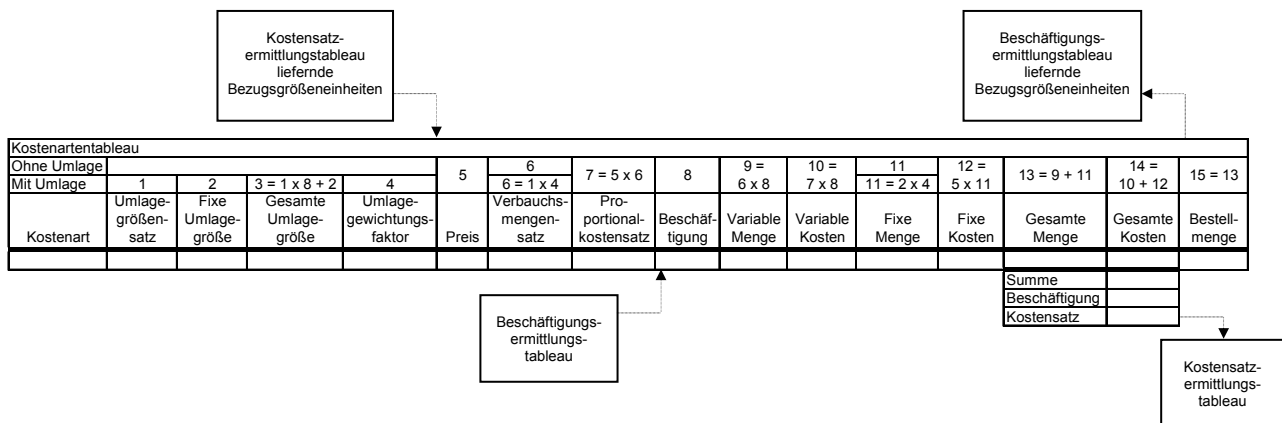 Kostensatz-
ermittlungstableau
liefernde
Bezugsgrößeneinheiten
Beschäftigungs-
ermittlungstableau
liefernde
Bezugsgrößeneinheiten
Kostenartentableau
Ohne Umlage 5 6 7 = 5 x 6 8 9 = 6 x 8 10 = 7 x 8 11 12 = 5 x 11 13 = 9 + 11 14 = 10 + 12 15 = 13
Mit Umlage 1 2 3 = 1 x 8 + 2 4 6 = 1 x 4 11 = 2 x 4
Umlage- Fixe Gesamte Umlage- Verbauchs- Pro-
größen- Umlage- Umlage- gewichtungs- mengen- portional- Beschäf- Variable Variable Fixe Fixe Gesamte Gesamte Bestell-
Kostenart satz größe größe faktor Preis satz kostensatz tigung Menge Kosten Menge Kosten Menge Kosten menge
Summe
Beschäftigung
Kostensatz
Beschäftigungs-
ermittlungs-
tableau
Kostensatz-
ermittlungs-
tableau